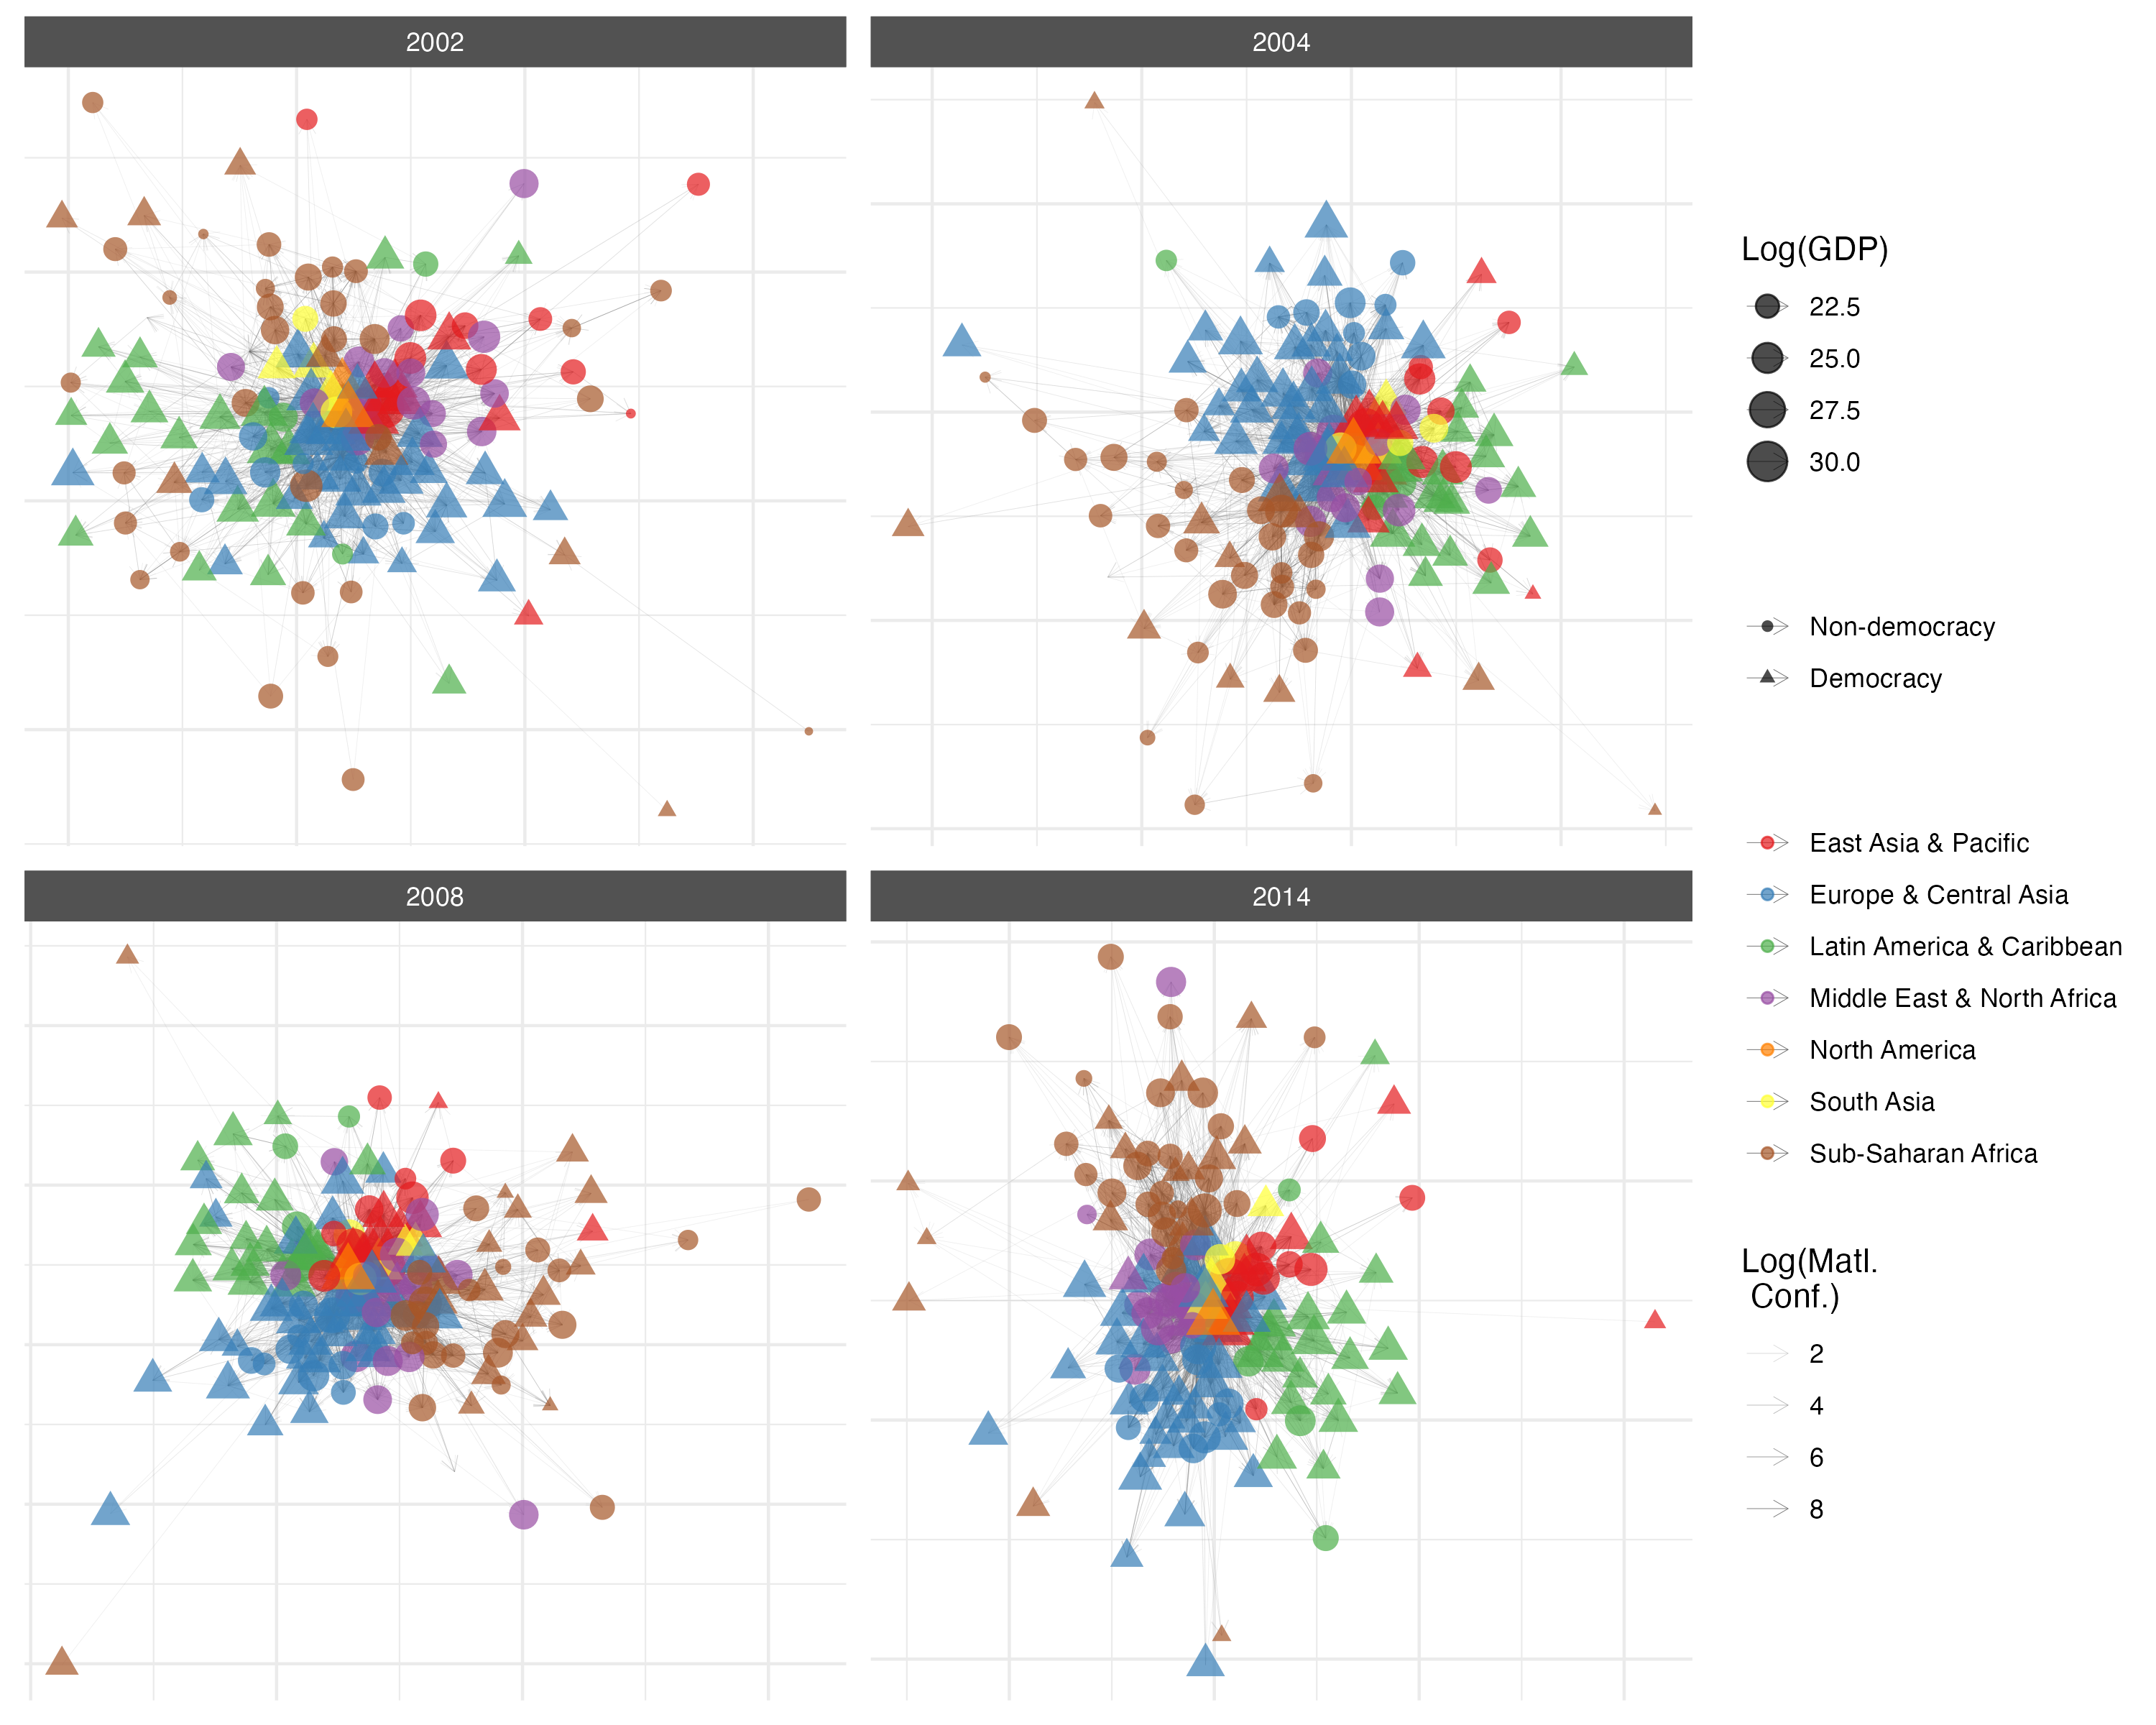 2002
2004
2008
2014
Log(GDP)
22.5
25.0
27.5
30.0
Non-democracy
Democracy
East Asia & Pacific
Europe & Central Asia
Latin America & Caribbean
Middle East & North Africa
North America
South Asia
Sub-Saharan Africa
Log(Matl.
Conf.)
2
4
6
8